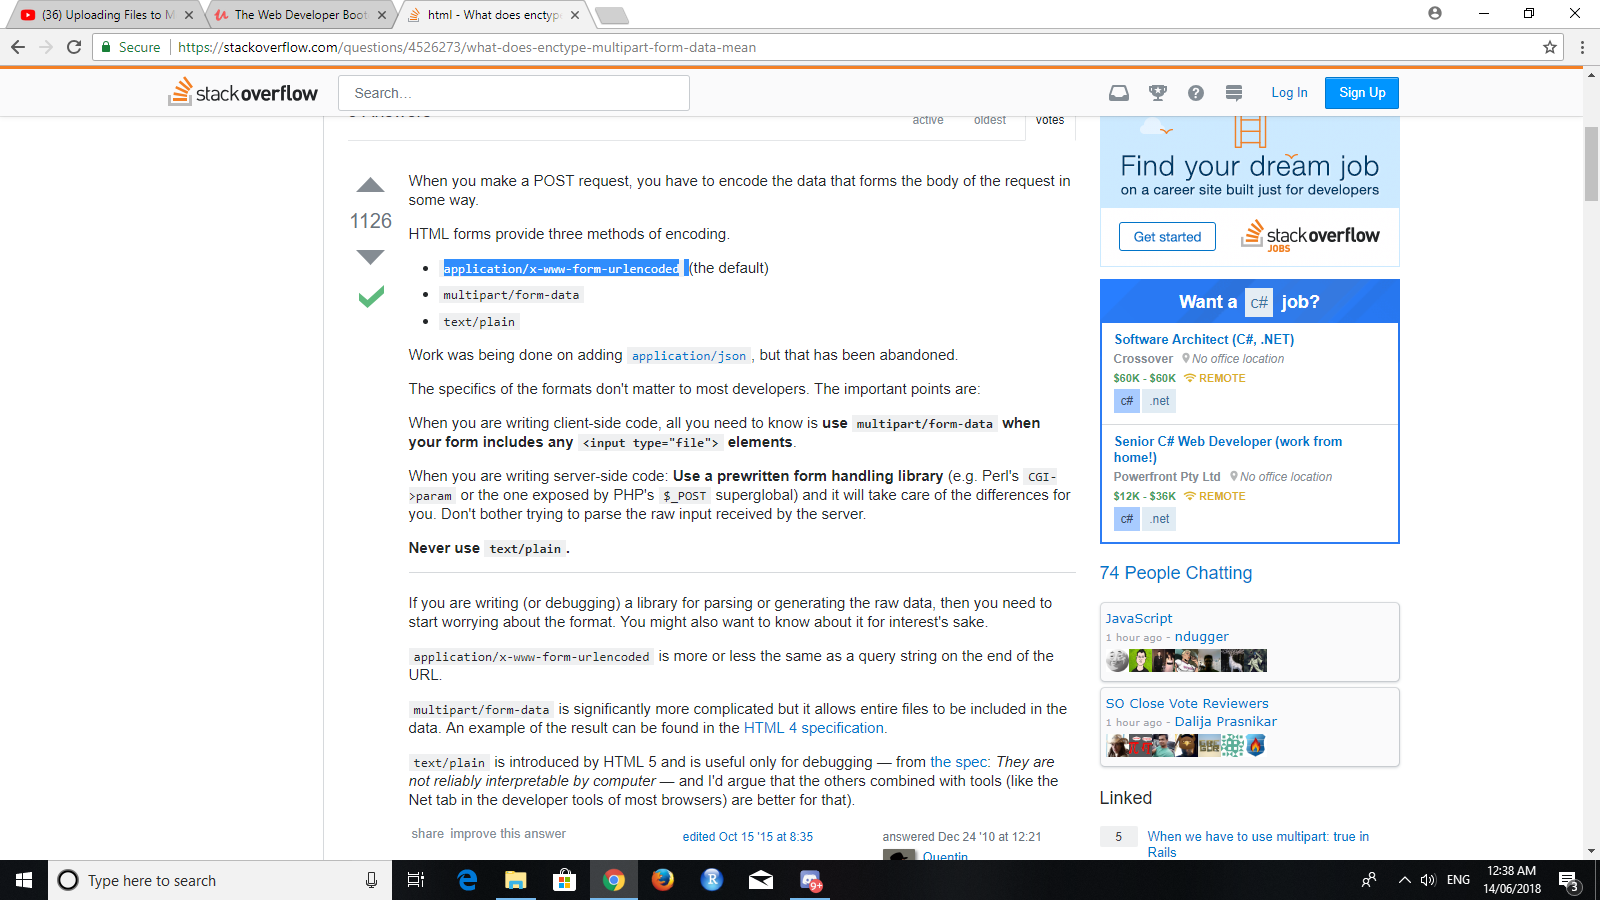 (36) Uploading Files to M
The Web Developer Boot
html - What does enctype
Secure
https://stackoverflow.com/questions/4526273/what-does-enctype-multipart-form-data-mean
stackoverflow
Search...
Log In
Sign Up
active
oldest
votes
When you make a POST request, you have to encode the data that forms the body of the request in
some way.
1126
HTML forms provide three methods of encoding.
application/x-www-form-urlencoded (the default)
multipart/form-data
text/plain
Work was being done on adding application/json, but that has been abandoned.
The specifics of the formats don't matter to most developers. The important points are:
When you are writing client-side code, all you need to know is use multipart/form-data when
your form includes any <input type="file"> elements.
When you are writing server-side code: Use a prewritten form handling library (e.g. Perl's CGI-
>param or the one exposed by PHP's $_POST superglobal) and it will take care of the differences for
you. Don't bother trying to parse the raw input received by the server.
Never use text/plain.
If you are writing (or debugging) a library for parsing or generating the raw data, then you need to
start worrying about the format. You might also want to know about it for interest's sake.
application/x-www-form-urlencoded is more or less the same as a query string on the end of the
URL.
multipart/form-data is significantly more complicated but it allows entire files to be included in the
data. An example of the result can be found in the HTML 4 specification.
text/plain is introduced by HTML 5 and is useful only for debugging — from the spec: They are
not reliably interpretable by computer — and I'd argue that the others combined with tools (like the
Net tab in the developer tools of most browsers) are better for that).
share improve this answer
edited Oct 15 '15 at 8:35
answered Dec 24 '10 at 12:21
Quentin
Find your dream job
on a career site built just for developers
Get started
stackoverflow
JOBS
Want a c# job?
Software Architect (C#, .NET)
Crossover No office location
$60K - $60K REMOTE
c# .net
Senior C# Web Developer (work from
home!)
Powerfront Pty Ltd No office location
$12K - $36K REMOTE
c# .net
74 People Chatting
JavaScript
1 hour ago - ndugger
SO Close Vote Reviewers
1 hour ago - Dalija Prasnikar
Linked
5 When we have to use multipart: true in
Rails
Type here to search
9+
ENG
12:38 AM
14/06/2018
3